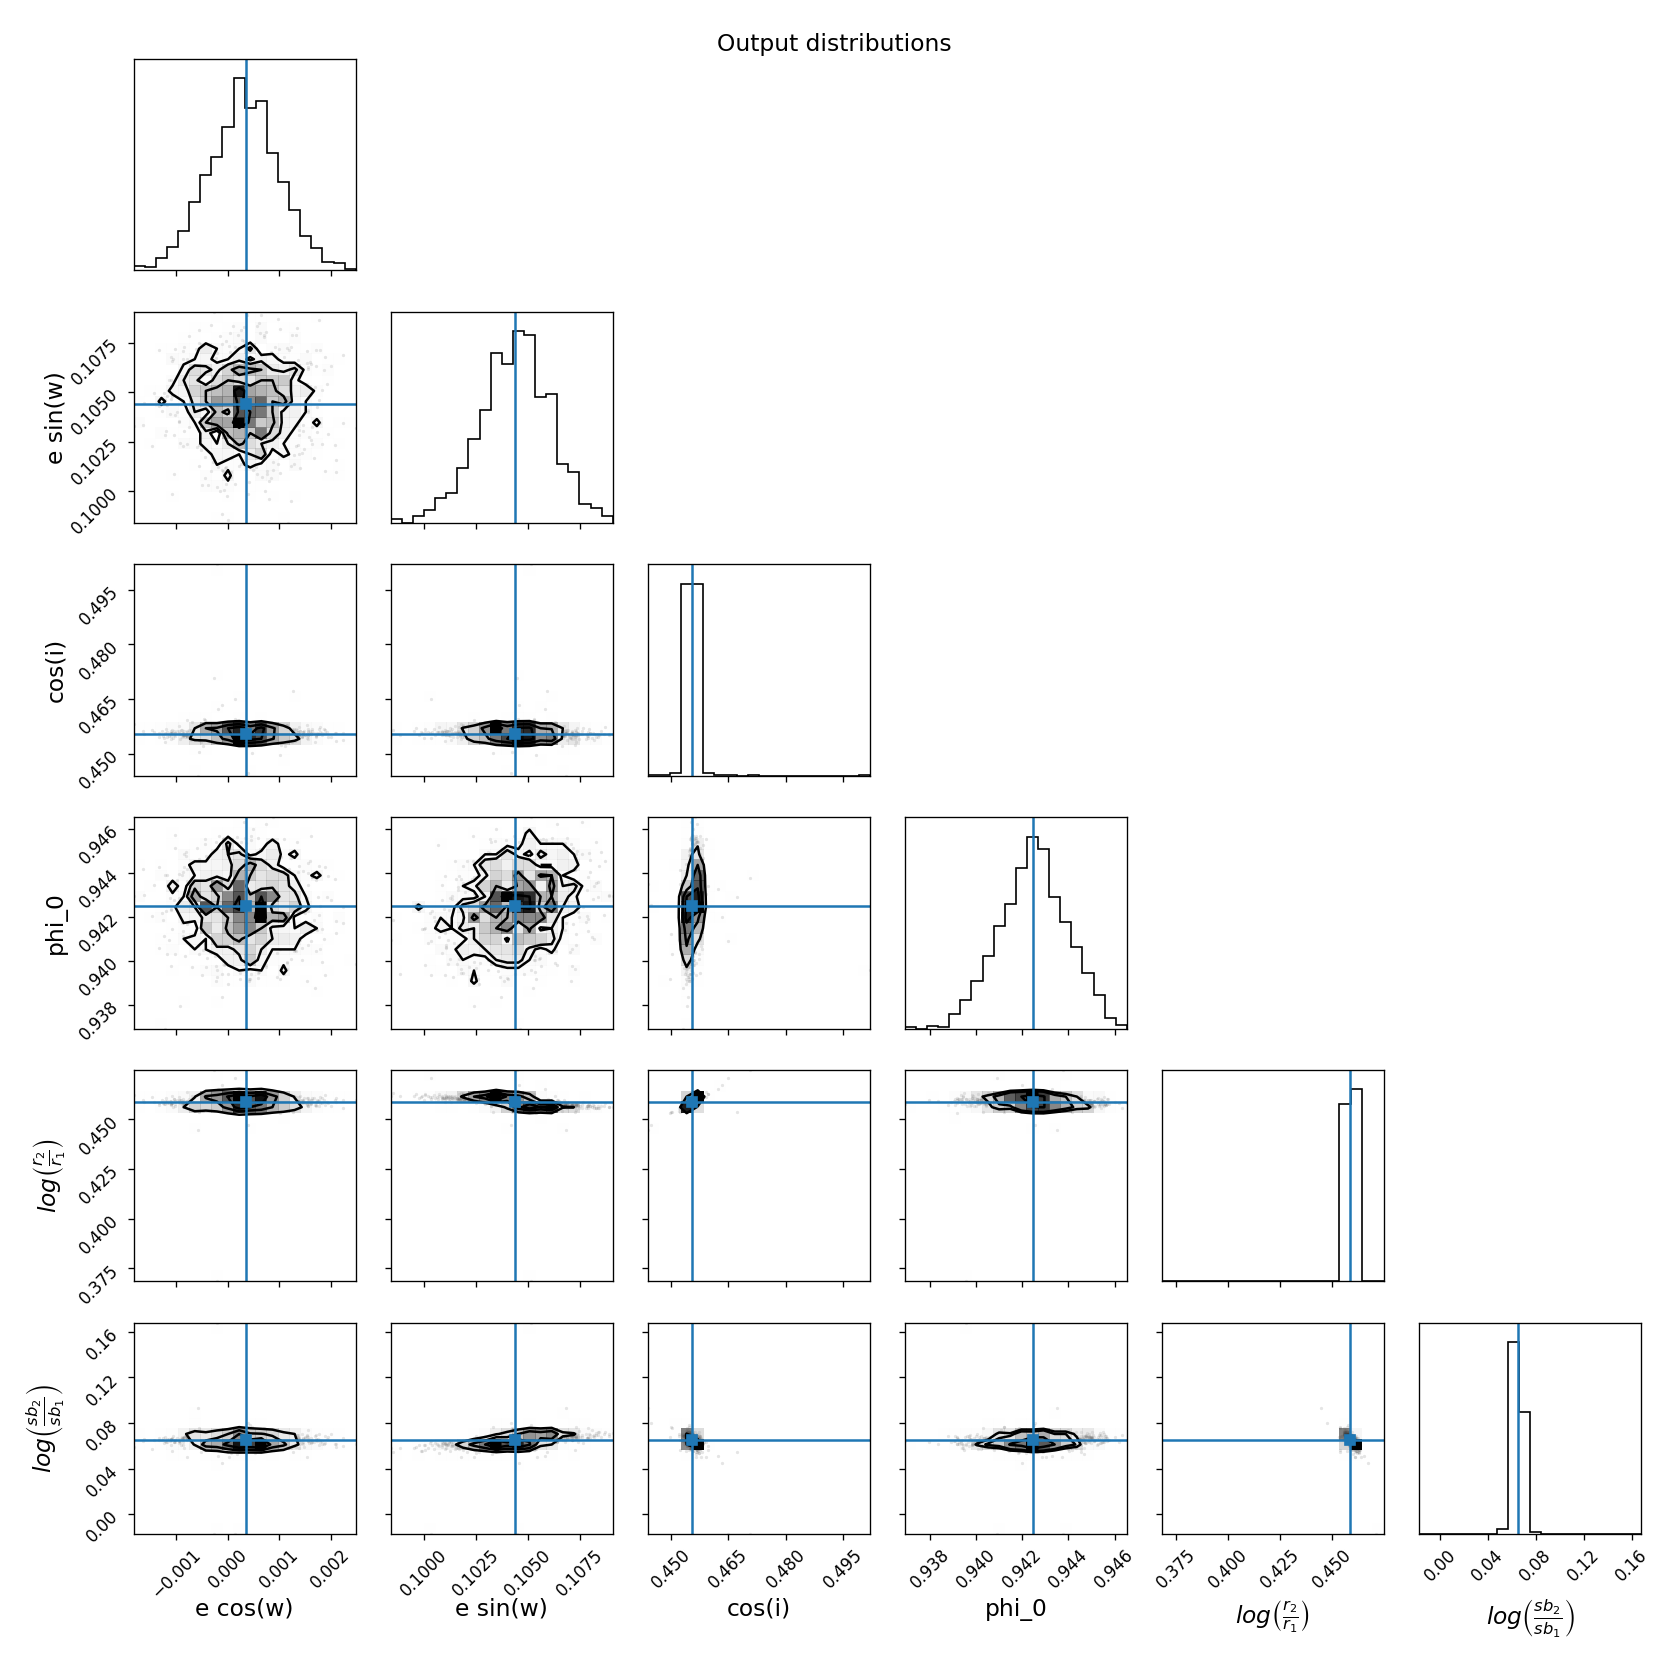 Output distributions
0.1075
0.1050
0.1025
0.1000
e sin(w)
0.495
0.480
0.465
0.450
cos(i)
0.946
0.944
0.942
0.940
0.938
phi_0
0.450
0.425
0.400
0.375
log(r₂/r₁)
0.16
0.12
0.08
0.04
0.00
log(sb₂/sb₁)
−0.001 0.000 0.001 0.002
0.1000 0.1025 0.1050 0.1075
0.450 0.465 0.480 0.495
0.938 0.940 0.942 0.944 0.946
0.375 0.400 0.425 0.450
0.00 0.04 0.08 0.12 0.16
e cos(w)
e sin(w)
cos(i)
phi_0
log(r₂/r₁)
log(sb₂/sb₁)